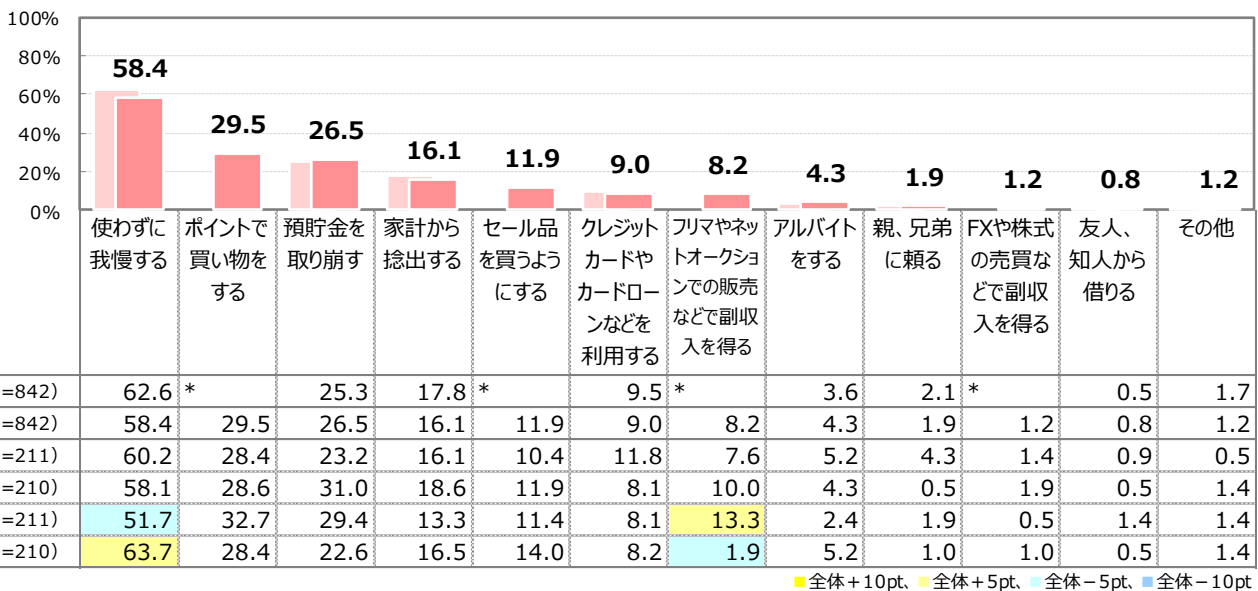 100%
80%
60%
40%
20%
0%
58.4
29.5
26.5
16.1
11.9
9.0
8.2
4.3
1.9
1.2
0.8
1.2
使わずに
我慢する
ポイントで
買い物を
する
預貯金を
取り崩す
家計から
捻出する
セール品
を買うよう
にする
クレジット
カードや
カードロー
ンなどを
利用する
フリマやネッ
トオークショ
ンでの販売
などで副収
入を得る
アルバイト
をする
親、兄弟
に頼る
FXや株式
の売買な
どで副収
入を得る
友人、
知人から
借りる
その他
=842) 62.6 * 25.3 17.8 * 9.5 * 3.6 2.1 * 0.5 1.7
=842) 58.4 29.5 26.5 16.1 11.9 9.0 8.2 4.3 1.9 1.2 0.8 1.2
=211) 60.2 28.4 23.2 16.1 10.4 11.8 7.6 5.2 4.3 1.4 0.9 0.5
=210) 58.1 28.6 31.0 18.6 11.9 8.1 10.0 4.3 0.5 1.9 0.5 1.4
=211) 51.7 32.7 29.4 13.3 11.4 8.1 13.3 2.4 1.9 0.5 1.4 1.4
=210) 63.7 28.4 22.6 16.5 14.0 8.2 1.9 5.2 1.0 1.0 0.5 1.4
全体+10pt、 全体+5pt、 全体-5pt、 全体-10pt